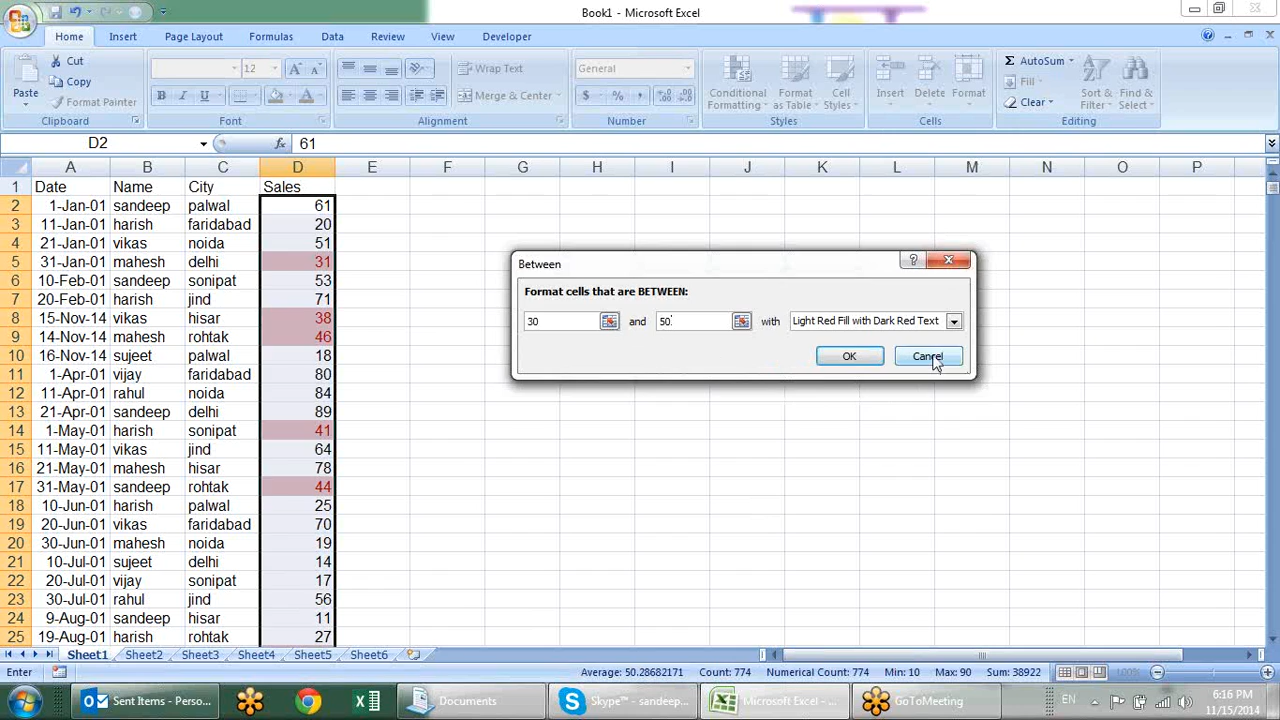 Book1 - Microsoft Excel
Home Insert Page Layout Formulas Data Review View Developer
Paste Cut Copy Format Painter Clipboard
12 B I U Font
Wrap Text Merge & Center Alignment
General $ % , Number
Conditional Formatting Format as Table Cell Styles Styles
Insert Delete Format Cells
Σ AutoSum Fill Clear Sort & Filter Find & Select Editing
D2 fx 61
A B C D E F G H I J K L M N O P
1 Date Name City Sales
2 1-Jan-01 sandeep palwal 61
3 11-Jan-01 harish faridabad 20
4 21-Jan-01 vikas noida 51
5 31-Jan-01 mahesh delhi 31
6 10-Feb-01 sandeep sonipat 53
7 20-Feb-01 harish jind 71
8 15-Nov-14 vikas hisar 38
9 14-Nov-14 mahesh rohtak 46
10 16-Nov-14 sujeet palwal 18
11 1-Apr-01 vijay faridabad 80
12 11-Apr-01 rahul noida 84
13 21-Apr-01 sandeep delhi 89
14 1-May-01 harish sonipat 41
15 11-May-01 vikas jind 64
16 21-May-01 mahesh hisar 78
17 31-May-01 sandeep rohtak 44
18 10-Jun-01 harish palwal 25
19 20-Jun-01 vikas faridabad 70
20 30-Jun-01 mahesh noida 19
21 10-Jul-01 sujeet delhi 14
22 20-Jul-01 vijay sonipat 17
23 30-Jul-01 rahul jind 56
24 9-Aug-01 sandeep hisar 11
25 19-Aug-01 harish rohtak 27
Between
Format cells that are BETWEEN:
30 and 50 with Light Red Fill with Dark Red Text
OK Cancel
Sheet1 Sheet2 Sheet3 Sheet4 Sheet5 Sheet6
Enter Average: 50.28682171 Count: 774 Numerical Count: 774 Min: 10 Max: 90 Sum: 38922 100%
Sent Items - Perso... Documents Skype™ - sandeep... Microsoft Excel - ... GoToMeeting EN 6:16 PM
11/15/2014